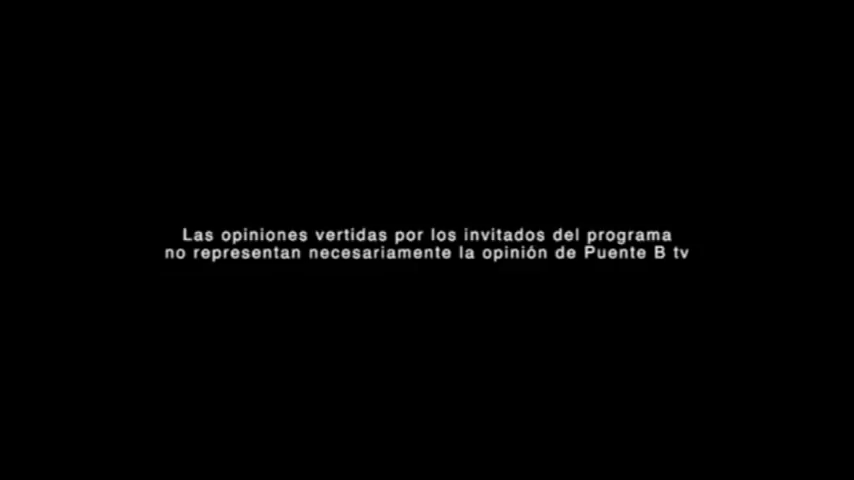 Las opiniones vertidas por los invitados del programa
no representan necesariamente la opinión de Puente B tv